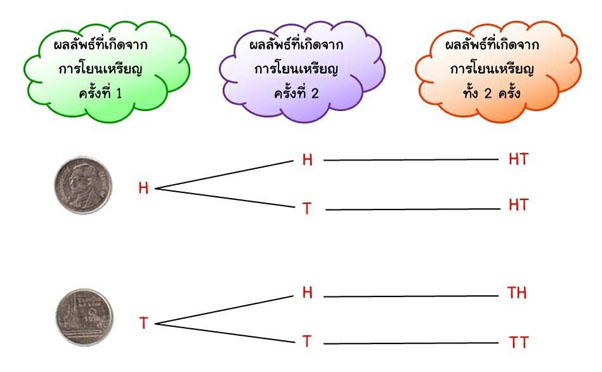 ผลลัพธ์ที่เกิดจาก
การโยนเหรียญ
ครั้งที่ 1
ผลลัพธ์ที่เกิดจาก
การโยนเหรียญ
ครั้งที่ 2
ผลลัพธ์ที่เกิดจาก
การโยนเหรียญ
ทั้ง 2 ครั้ง
H
H
HT
T
HT
T
H
TH
T
TT